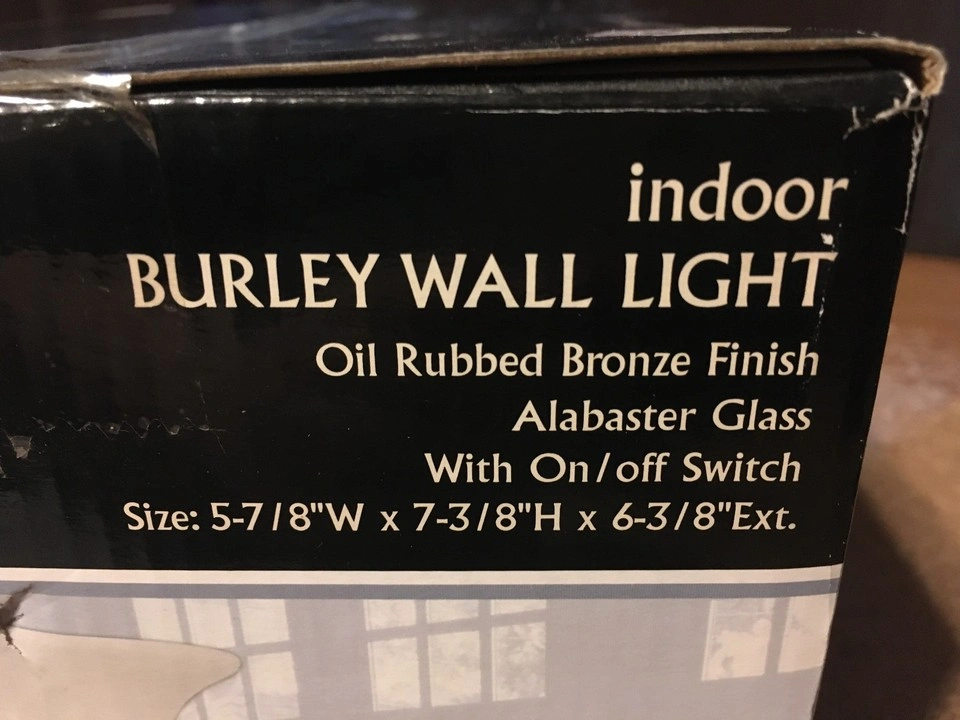 indoor
BURLEY WALL LIGHT
Oil Rubbed Bronze Finish
Alabaster Glass
With On/off Switch
Size: 5-7/8"W x 7-3/8"H x 6-3/8"Ext.